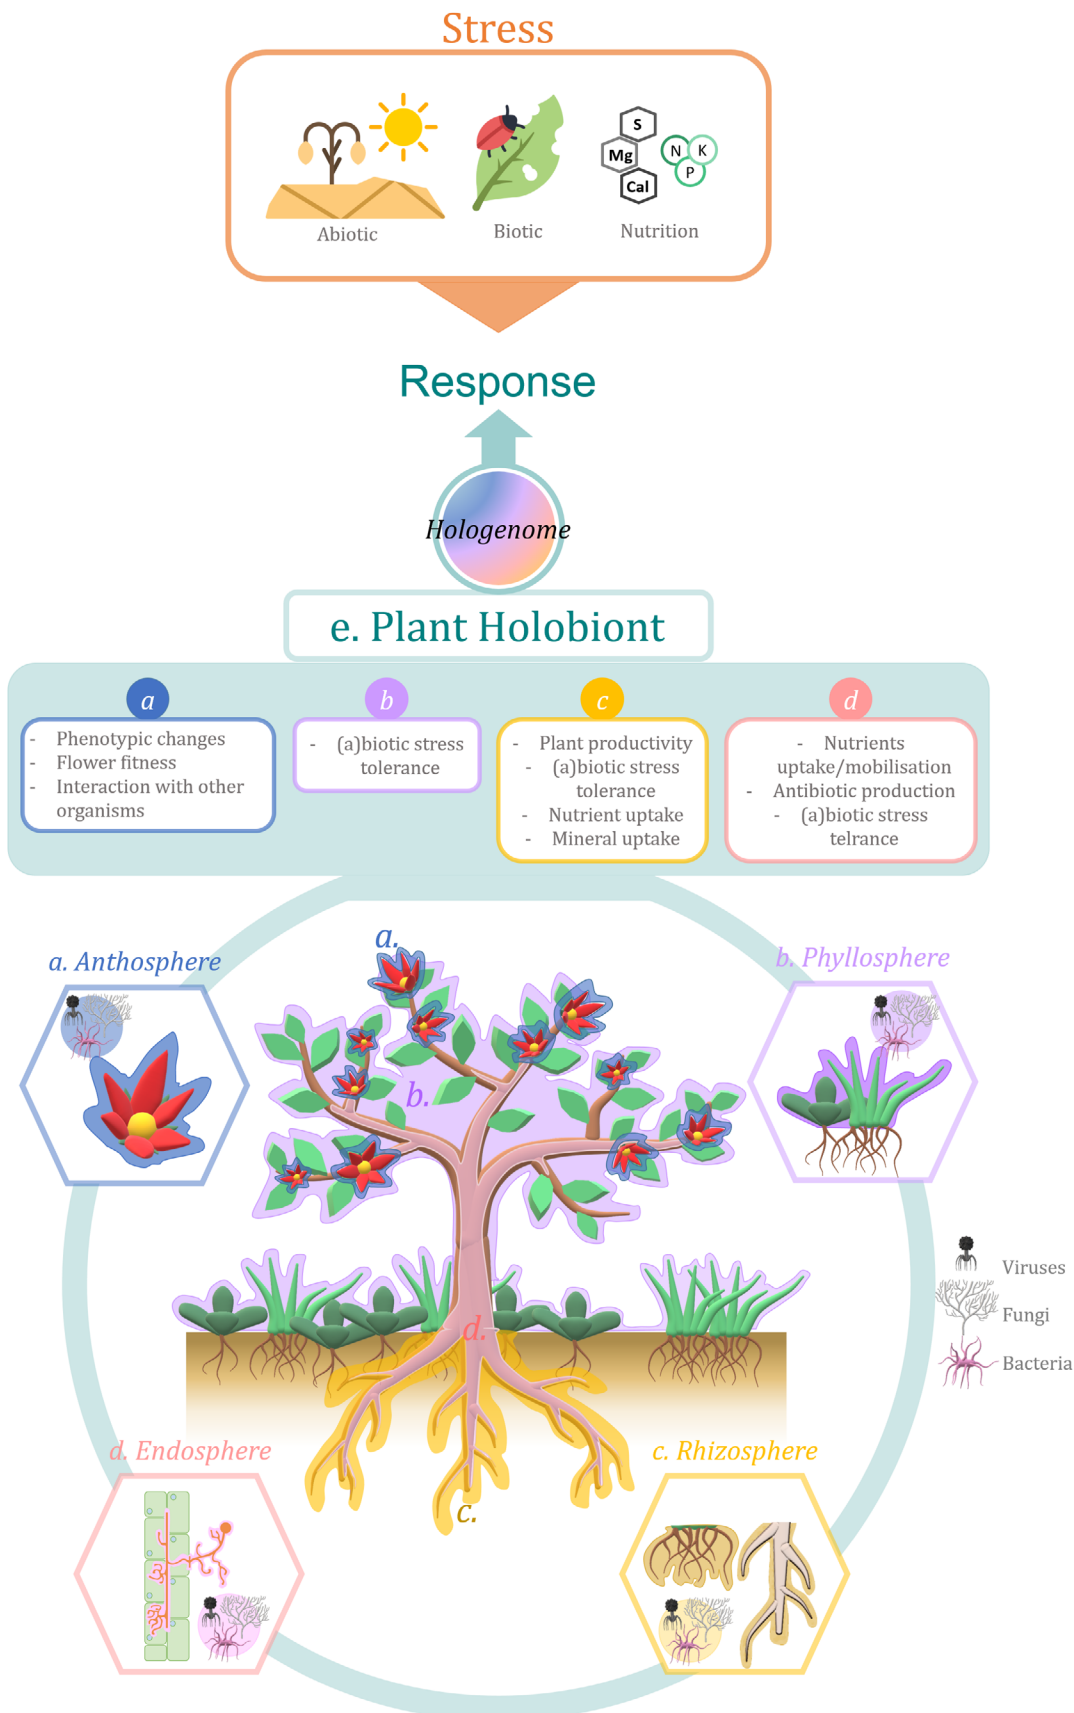 Stress
S
Mg
Cal
N K
P
Abiotic
Biotic
Nutrition
Response
Hologenome
e. Plant Holobiont
a
- Phenotypic changes
- Flower fitness
- Interaction with other
organisms
b
- (a)biotic stress
tolerance
c
- Plant productivity
- (a)biotic stress
tolerance
- Nutrient uptake
- Mineral uptake
d
- Nutrients
uptake/mobilisation
- Antibiotic production
- (a)biotic stress
telrance
a.
a. Anthosphere
b. Phyllosphere
b.
Viruses
Fungi
Bacteria
d.
d. Endosphere
c. Rhizosphere
c.